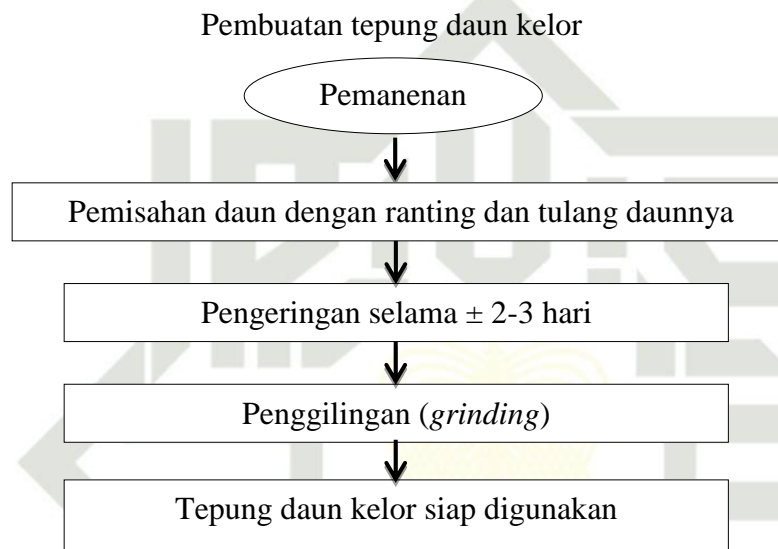 Pembuatan tepung daun kelor
Pemanenan
Pemisahan daun dengan ranting dan tulang daunnya
Pengeringan selama ± 2-3 hari
Penggilingan (grinding)
Tepung daun kelor siap digunakan